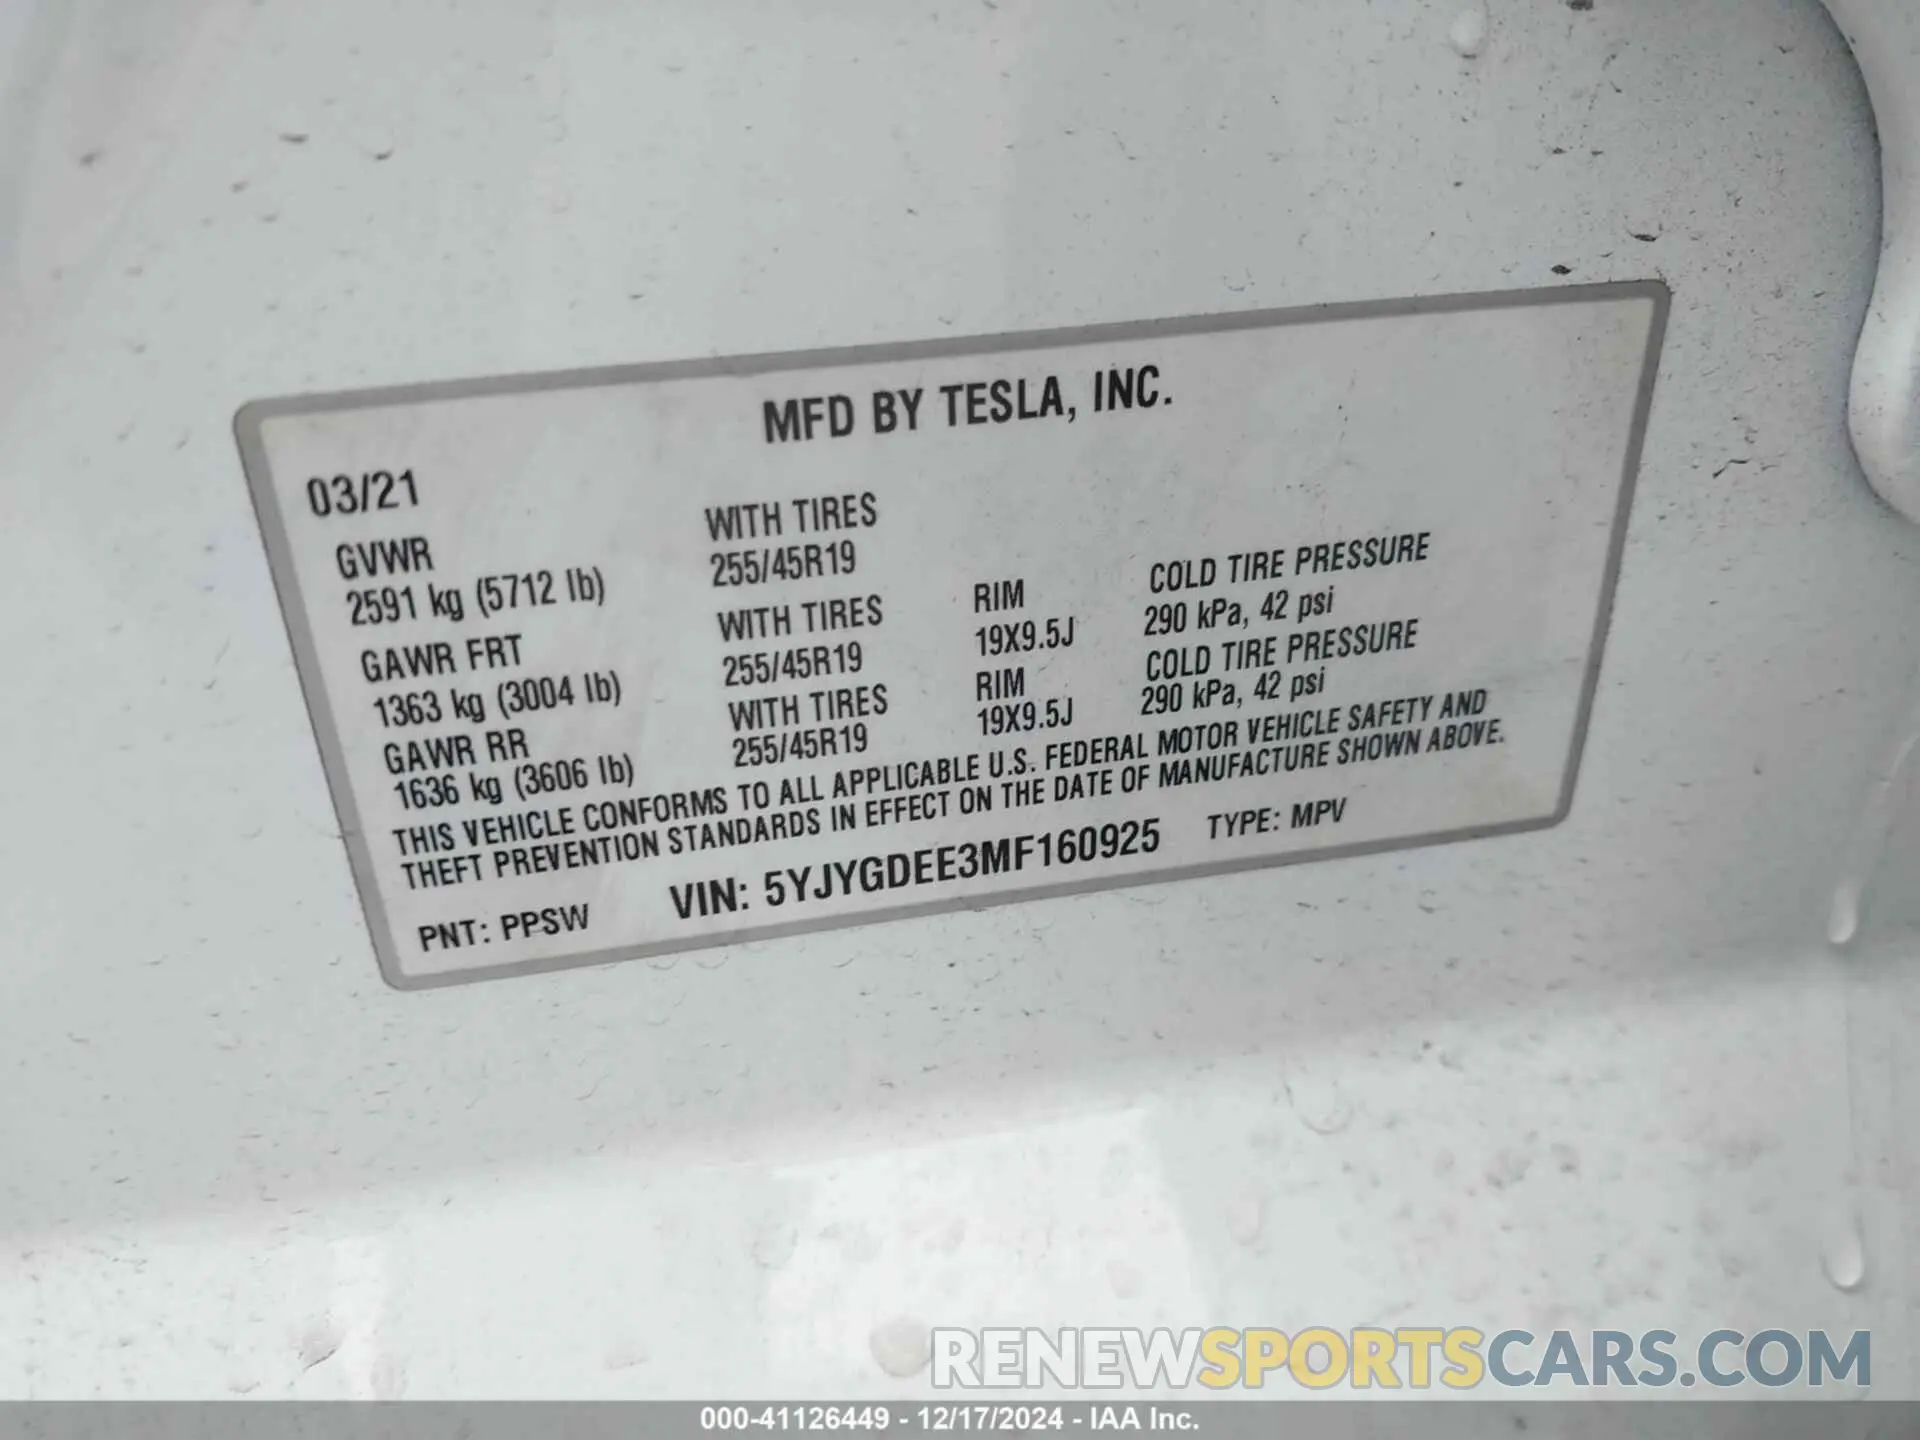 MFD BY TESLA, INC.
03/21
GVWR WITH TIRES
2591 kg (5712 lb) 255/45R19
GAWR FRT WITH TIRES RIM COLD TIRE PRESSURE
1363 kg (3004 lb) 255/45R19 19X9.5J 290 kPa, 42 psi
GAWR RR WITH TIRES RIM COLD TIRE PRESSURE
1636 kg (3606 lb) 255/45R19 19X9.5J 290 kPa, 42 psi
THIS VEHICLE CONFORMS TO ALL APPLICABLE U.S. FEDERAL MOTOR VEHICLE SAFETY AND
THEFT PREVENTION STANDARDS IN EFFECT ON THE DATE OF MANUFACTURE SHOWN ABOVE.
PNT: PPSW VIN: 5YJYGDEE3MF160925 TYPE: MPV
RENEWSPORTSCARS.COM
000-41126449 - 12/17/2024 - IAA Inc.